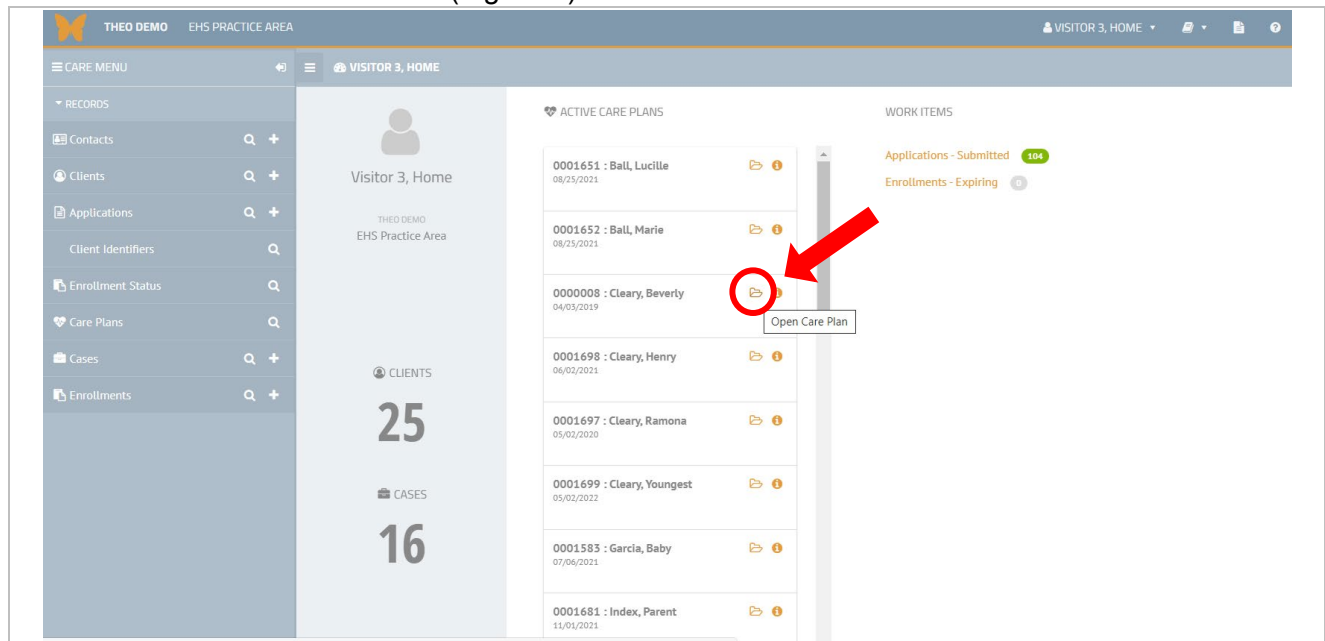 THEO DEMO EHS PRACTICE AREA
VISITOR 3, HOME
CARE MENU
VISITOR 3, HOME
RECORDS
Contacts
Clients
Applications
Client Identifiers
Enrollment Status
Care Plans
Cases
Enrollments
Visitor 3, Home
THEO DEMO
EHS Practice Area
CLIENTS
25
CASES
16
ACTIVE CARE PLANS
0001651 : Ball, Lucille
08/25/2021
0001652 : Ball, Marie
08/25/2021
0000008 : Cleary, Beverly
04/03/2019
Open Care Plan
0001698 : Cleary, Henry
06/02/2021
0001697 : Cleary, Ramona
05/02/2020
0001699 : Cleary, Youngest
05/02/2022
0001583 : Garcia, Baby
07/06/2021
0001681 : Index, Parent
11/01/2021
WORK ITEMS
Applications - Submitted 104
Enrollments - Expiring 0